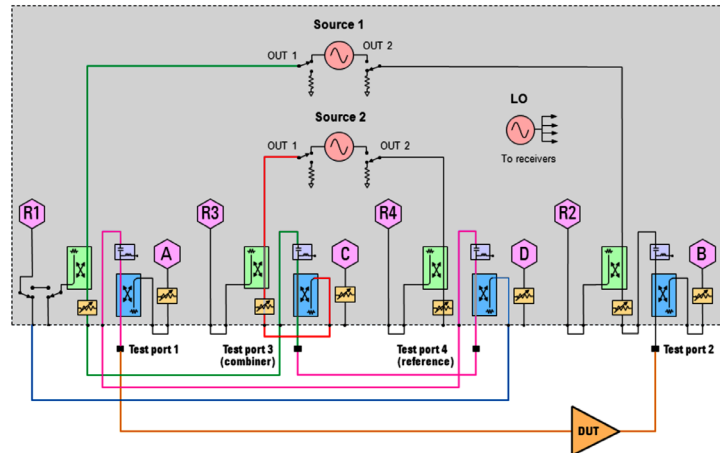 Source 1
OUT 1
OUT 2
Source 2
OUT 1
OUT 2
LO
To receivers
R1
A
R3
C
R4
D
R2
B
Test port 1
Test port 3
(combiner)
Test port 4
(reference)
Test port 2
DUT